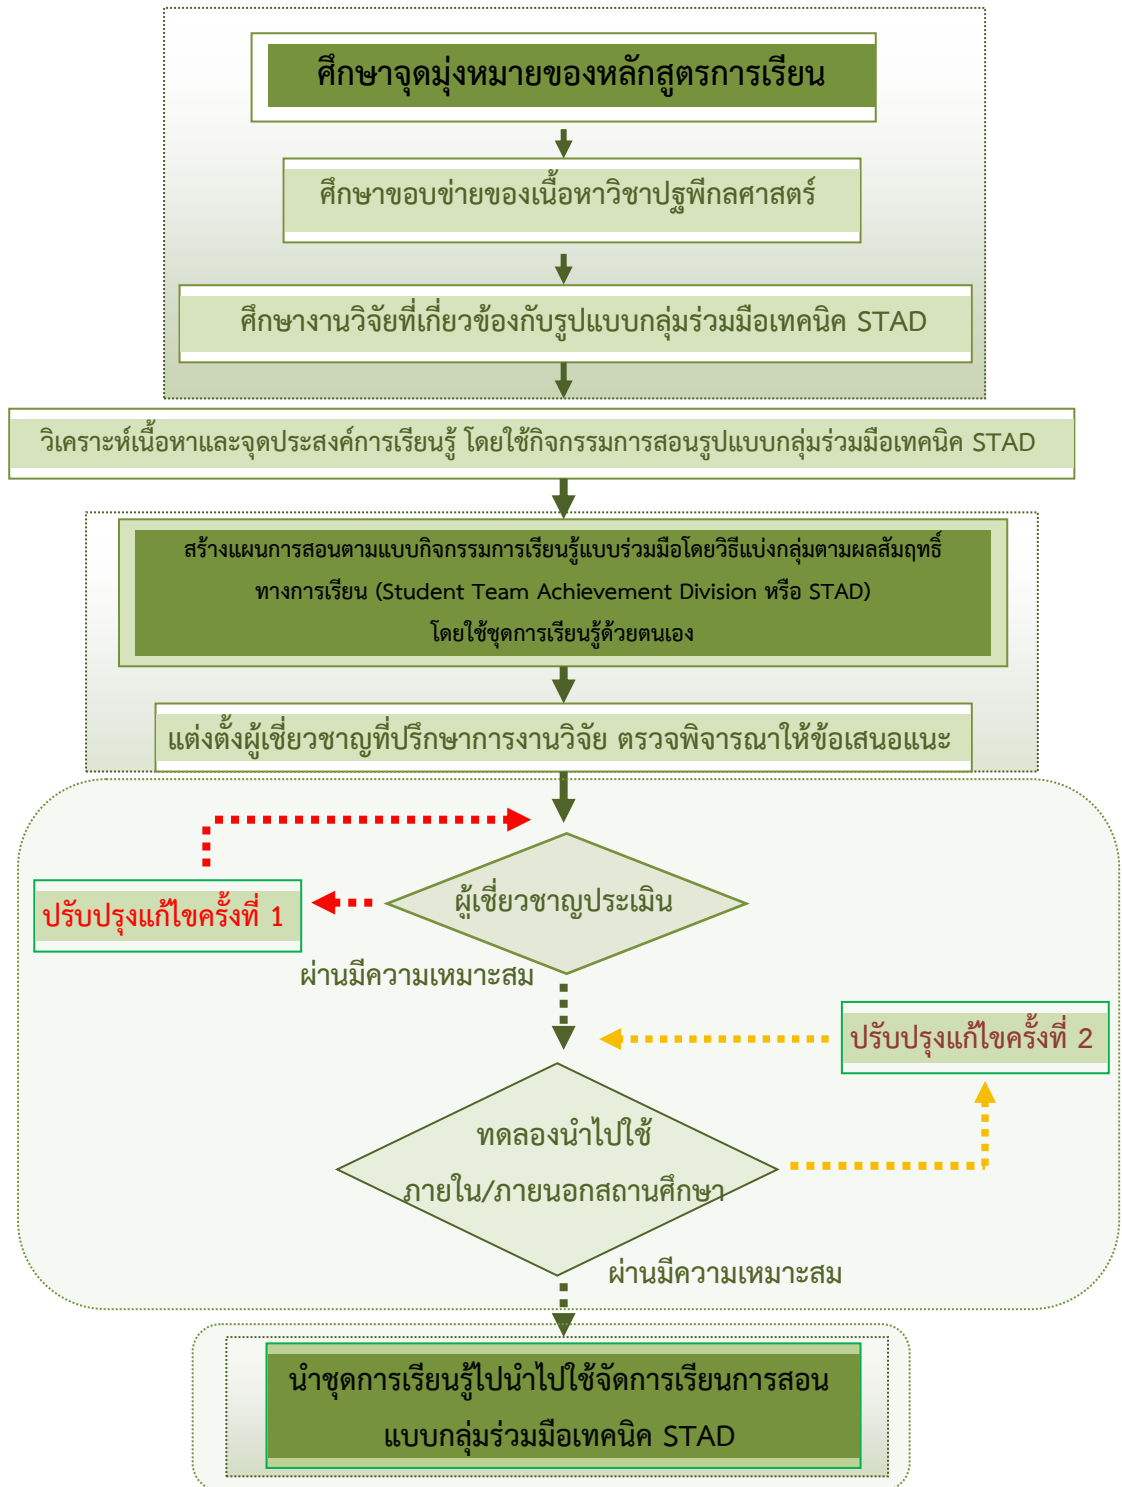 ศึกษาจุดมุ่งหมายของหลักสูตรการเรียน
ศึกษาขอบข่ายของเนื้อหาวิชาปฐพีกลศาสตร์
ศึกษางานวิจัยที่เกี่ยวข้องกับรูปแบบกลุ่มร่วมมือเทคนิค STAD
วิเคราะห์เนื้อหาและจุดประสงค์การเรียนรู้ โดยใช้กิจกรรมการสอนรูปแบบกลุ่มร่วมมือเทคนิค STAD
สร้างแผนการสอนตามแบบกิจกรรมการเรียนรู้แบบร่วมมือโดยวิธีแบ่งกลุ่มตามผลสัมฤทธิ์
ทางการเรียน (Student Team Achievement Division หรือ STAD)
โดยใช้ชุดการเรียนรู้ด้วยตนเอง
แต่งตั้งผู้เชี่ยวชาญที่ปรึกษาการงานวิจัย ตรวจพิจารณาให้ข้อเสนอแนะ
ผู้เชี่ยวชาญประเมิน
ปรับปรุงแก้ไขครั้งที่ 1
ผ่านมีความเหมาะสม
ปรับปรุงแก้ไขครั้งที่ 2
ทดลองนำไปใช้
ภายใน/ภายนอกสถานศึกษา
ผ่านมีความเหมาะสม
นำชุดการเรียนรู้ไปนำไปใช้จัดการเรียนการสอน
แบบกลุ่มร่วมมือเทคนิค STAD